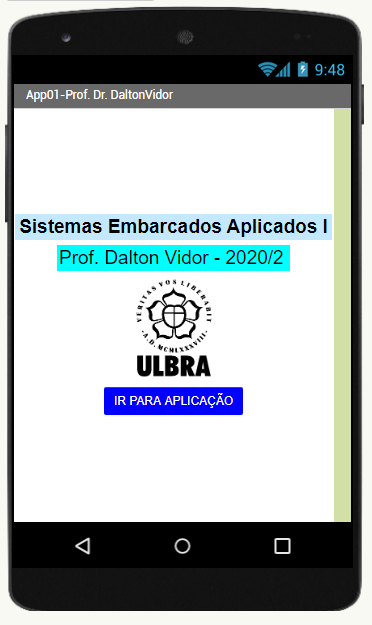 9:48
App01-Prof. Dr. DaltonVidor
Sistemas Embarcados Aplicados I
Prof. Dalton Vidor - 2020/2
VERITAS VOS LIBERABIT
·A.D. MCMLXXXVIII·
ULBRA
IR PARA APLICAÇÃO